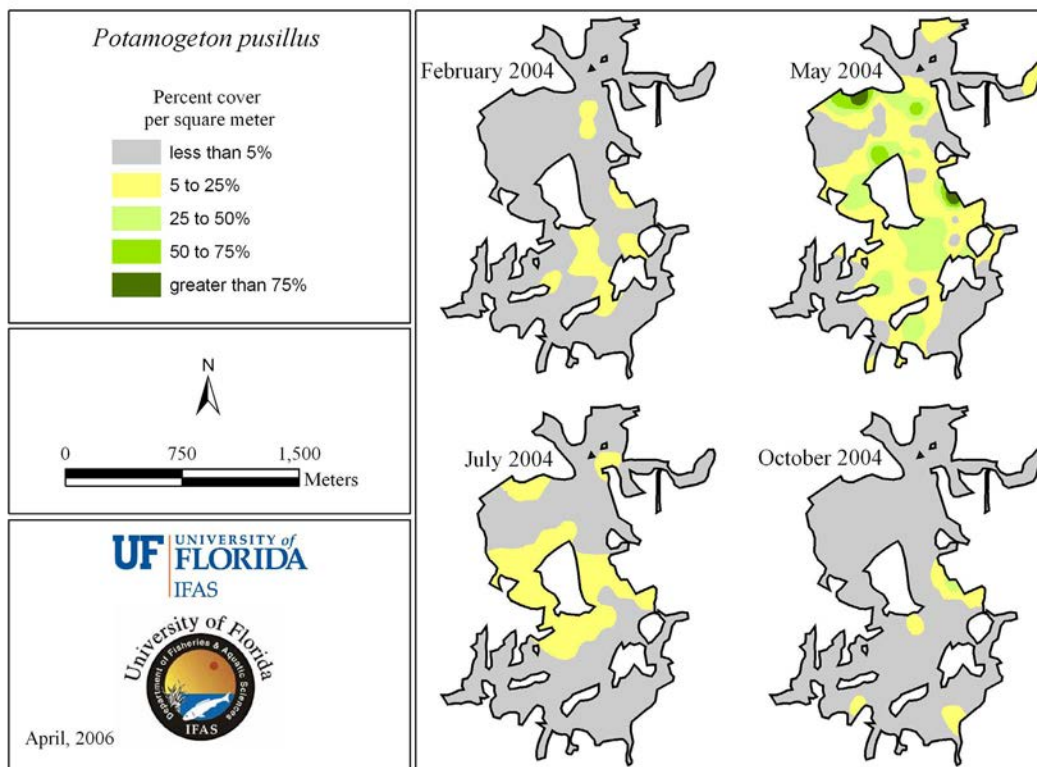 Potamogeton pusillus
Percent cover
per square meter
less than 5%
5 to 25%
25 to 50%
50 to 75%
greater than 75%
N
0 750 1,500
Meters
UF UNIVERSITY of
FLORIDA
IFAS
University of Florida
Department of Fisheries & Aquatic Sciences
IFAS
April, 2006
February 2004
May 2004
July 2004
October 2004